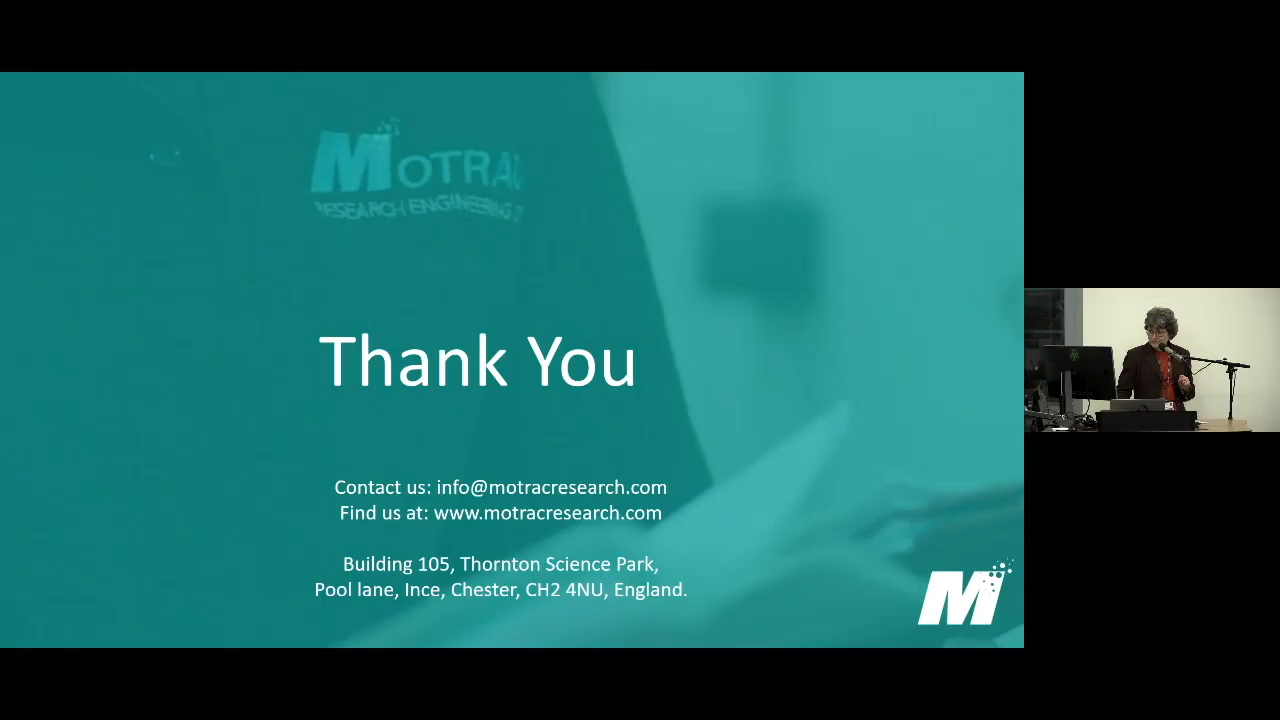 RESEARCH ENGINEERING
Thank You
Contact us: info@motracresearch.com
Find us at: www.motracresearch.com
Building 105, Thornton Science Park,
Pool lane, Ince, Chester, CH2 4NU, England.
M